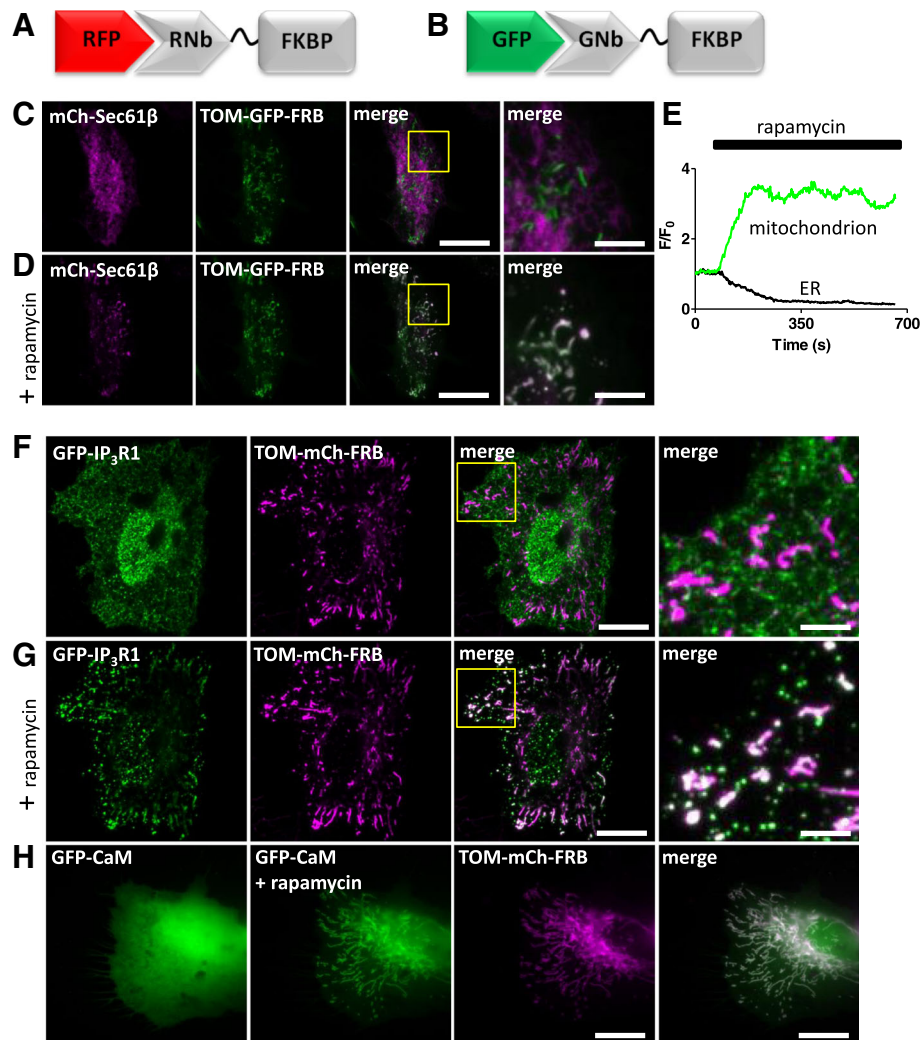 A
RFP
RNb
FKBP
B
GFP
GNb
FKBP
C
mCh-Sec61β
TOM-GFP-FRB
merge
merge
D
+ rapamycin
mCh-Sec61β
TOM-GFP-FRB
merge
merge
E
rapamycin
4
2
0
F/F₀
mitochondrion
ER
0
350
700
Time (s)
F
GFP-IP₃R1
TOM-mCh-FRB
merge
merge
G
+ rapamycin
GFP-IP₃R1
TOM-mCh-FRB
merge
merge
H
GFP-CaM
GFP-CaM
+ rapamycin
TOM-mCh-FRB
merge